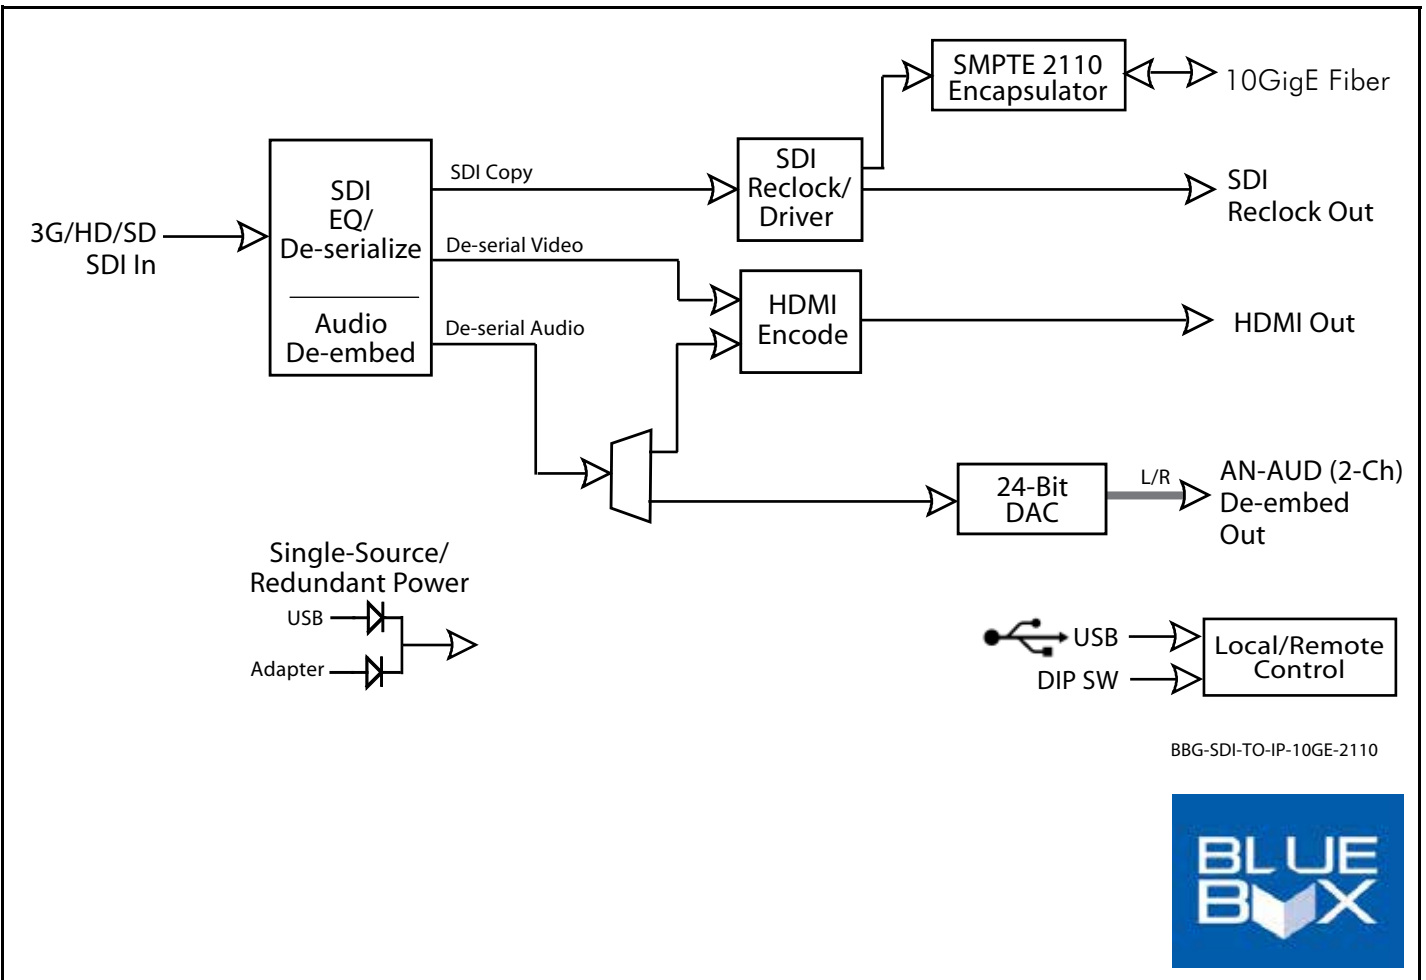 SMPTE 2110
Encapsulator
10GigE Fiber
SDI
EQ/
De-serialize
Audio
De-embed
SDI Copy
SDI
Reclock/
Driver
SDI
Reclock Out
3G/HD/SD
SDI In
De-serial Video
HDMI
Encode
HDMI Out
De-serial Audio
24-Bit
DAC
L/R
AN-AUD (2-Ch)
De-embed
Out
Single-Source/
Redundant Power
USB
Adapter
USB
DIP SW
Local/Remote
Control
BBG-SDI-TO-IP-10GE-2110
BLUE
BOX